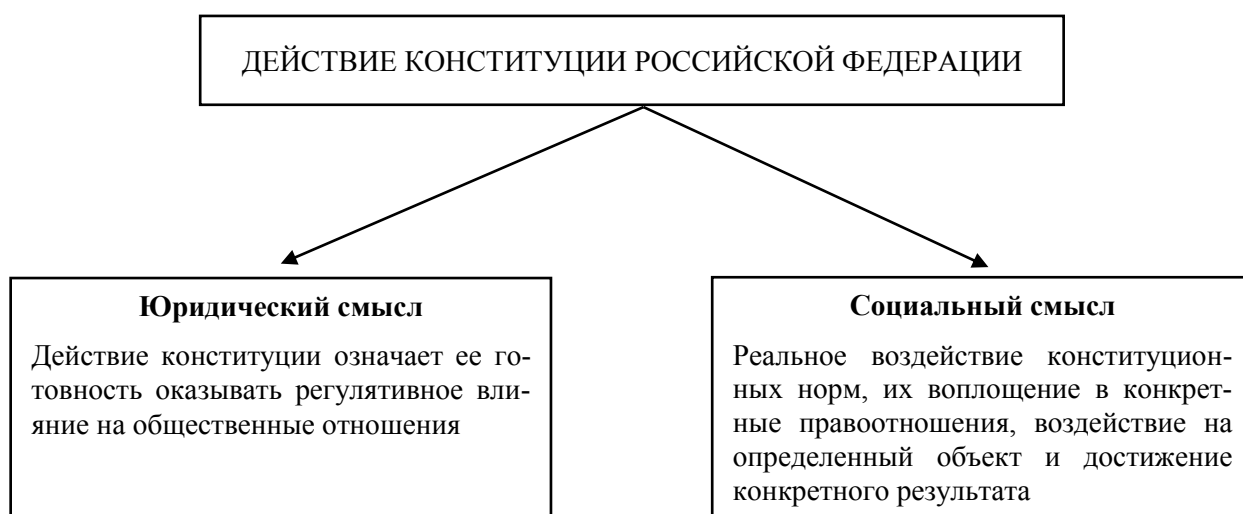 ДЕЙСТВИЕ КОНСТИТУЦИИ РОССИЙСКОЙ ФЕДЕРАЦИИ
Юридический смысл
Действие конституции означает ее го-
товность оказывать регулятивное вли-
яние на общественные отношения
Социальный смысл
Реальное воздействие конституцион-
ных норм, их воплощение в конкрет-
ные правоотношения, воздействие на
определенный объект и достижение
конкретного результата